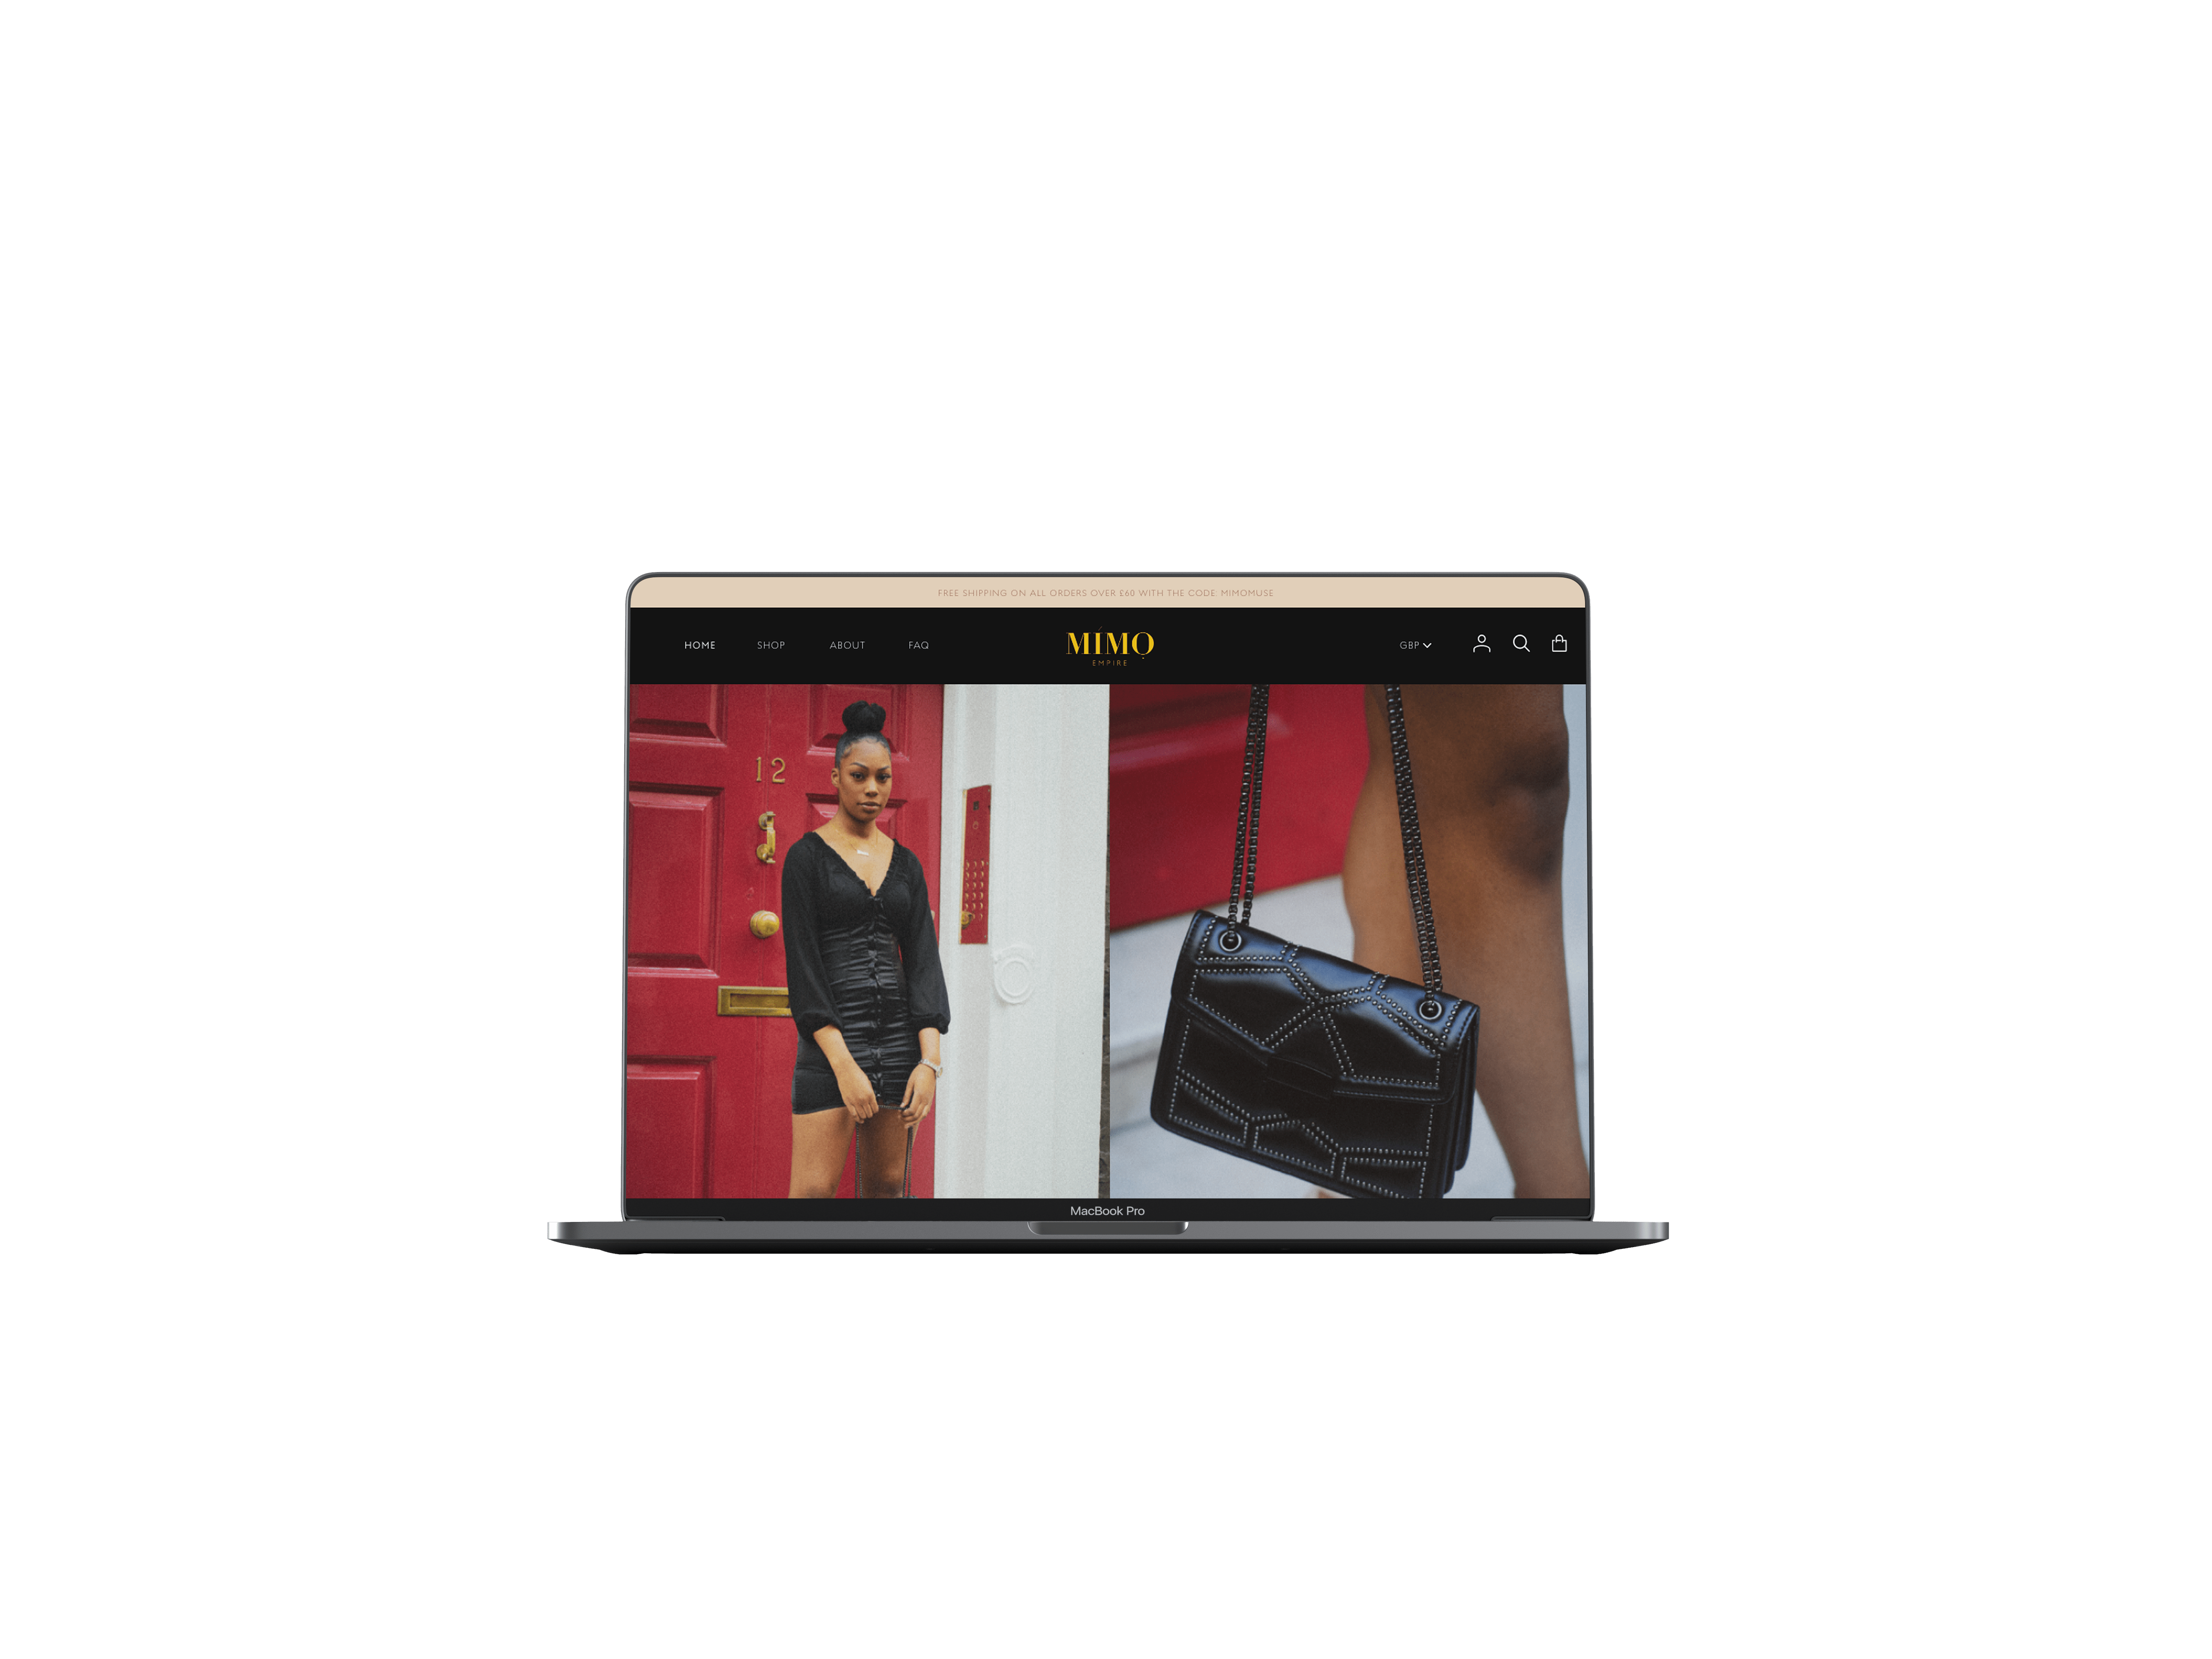 FREE SHIPPING ON ALL ORDERS OVER £60 WITH THE CODE: MIMOMUSE
HOME SHOP ABOUT FAQ MÍMỌ GBP
EMPIRE
12
MacBook Pro